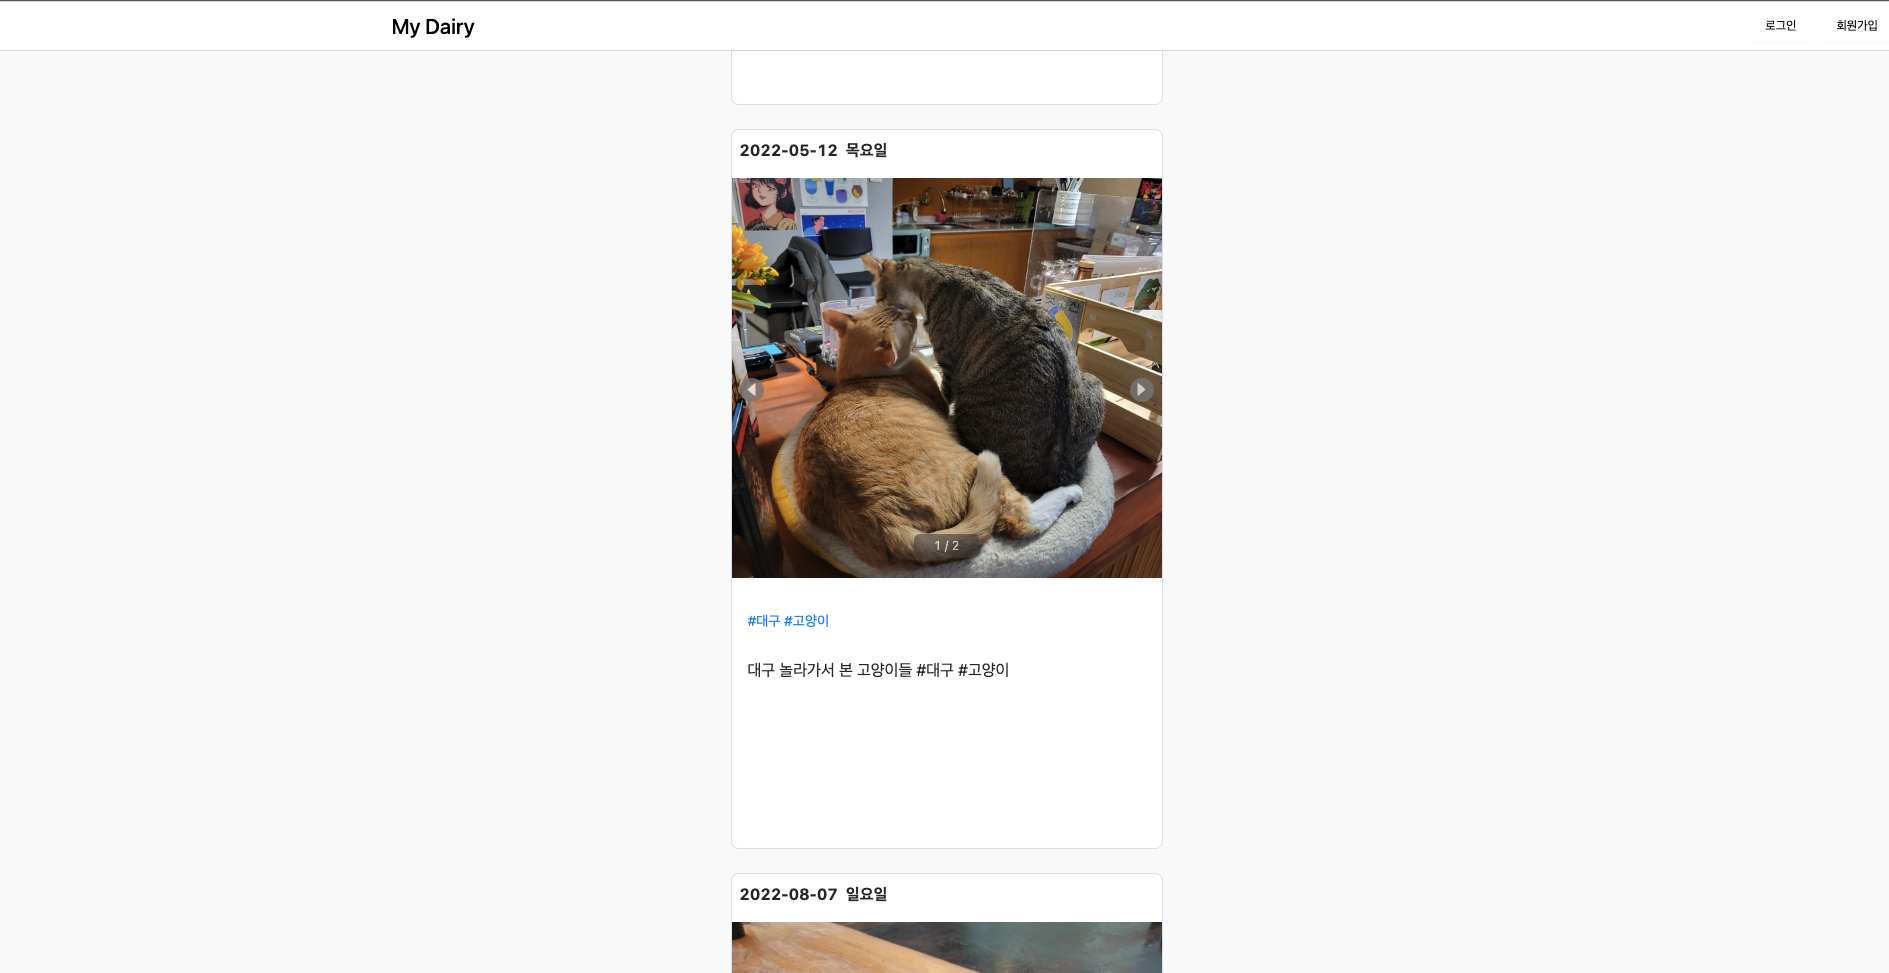 My Dairy
로그인
회원가입
2022-05-12 목요일
1 / 2
#대구 #고양이
대구 놀라가서 본 고양이들 #대구 #고양이
2022-08-07 일요일